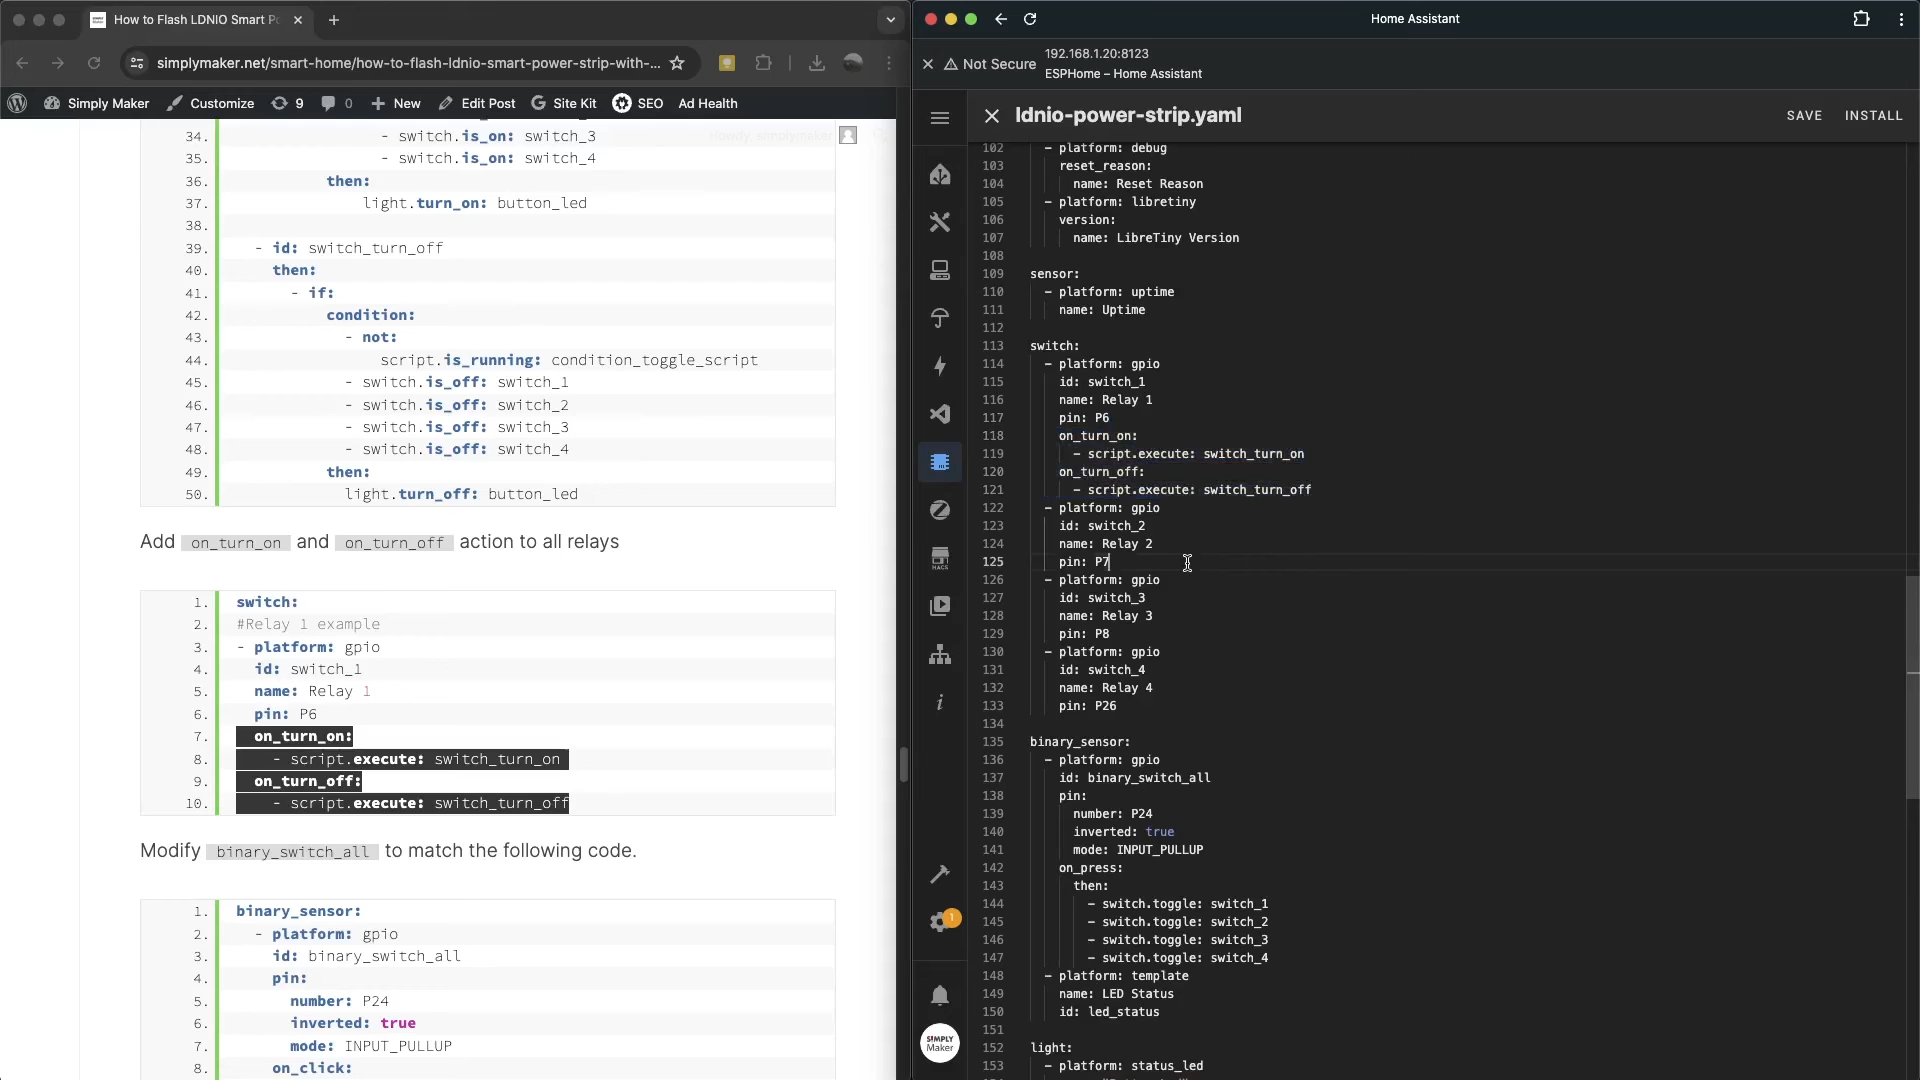 How to Flash LDNIO Smart P
simplymaker.net/smart-home/how-to-flash-ldnio-smart-power-strip-with-...
Simply Maker
Customize
9
0
New
Edit Post
Site Kit
SEO
Ad Health
Howdy, simplymaker
34. - switch.is_on: switch_3
35. - switch.is_on: switch_4
36. then:
37. light.turn_on: button_led
38.
39. - id: switch_turn_off
40. then:
41. - if:
42. condition:
43. - not:
44. script.is_running: condition_toggle_script
45. - switch.is_off: switch_1
46. - switch.is_off: switch_2
47. - switch.is_off: switch_3
48. - switch.is_off: switch_4
49. then:
50. light.turn_off: button_led
Add on_turn_on and on_turn_off action to all relays
1. switch:
2. #Relay 1 example
3. - platform: gpio
4. id: switch_1
5. name: Relay 1
6. pin: P6
7. on_turn_on:
8. - script.execute: switch_turn_on
9. on_turn_off:
10. - script.execute: switch_turn_off
Modify binary_switch_all to match the following code.
1. binary_sensor:
2. - platform: gpio
3. id: binary_switch_all
4. pin:
5. number: P24
6. inverted: true
7. mode: INPUT_PULLUP
8. on_click:
Home Assistant
Not Secure
192.168.1.20:8123
ESPHome – Home Assistant
ldnio-power-strip.yaml
SAVE
INSTALL
HACS
1
SIMPLY
Maker
102 - platform: debug
103 reset_reason:
104 name: Reset Reason
105 - platform: libretiny
106 version:
107 name: LibreTiny Version
108
109 sensor:
110 - platform: uptime
111 name: Uptime
112
113 switch:
114 - platform: gpio
115 id: switch_1
116 name: Relay 1
117 pin: P6
118 on_turn_on:
119 - script.execute: switch_turn_on
120 on_turn_off:
121 - script.execute: switch_turn_off
122 - platform: gpio
123 id: switch_2
124 name: Relay 2
125 pin: P7
126 - platform: gpio
127 id: switch_3
128 name: Relay 3
129 pin: P8
130 - platform: gpio
131 id: switch_4
132 name: Relay 4
133 pin: P26
134
135 binary_sensor:
136 - platform: gpio
137 id: binary_switch_all
138 pin:
139 number: P24
140 inverted: true
141 mode: INPUT_PULLUP
142 on_press:
143 then:
144 - switch.toggle: switch_1
145 - switch.toggle: switch_2
146 - switch.toggle: switch_3
147 - switch.toggle: switch_4
148 - platform: template
149 name: LED Status
150 id: led_status
151
152 light:
153 - platform: status_led